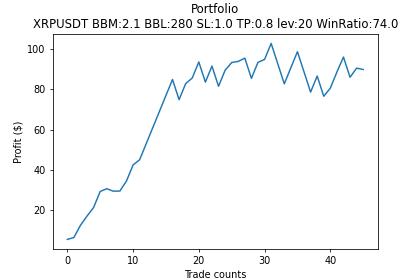 Portfolio
XRPUSDT BBM:2.1 BBL:280 SL:1.0 TP:0.8 lev:20 WinRatio:74.0
100
80
60
40
20
Profit ($)
0 10 20 30 40
Trade counts